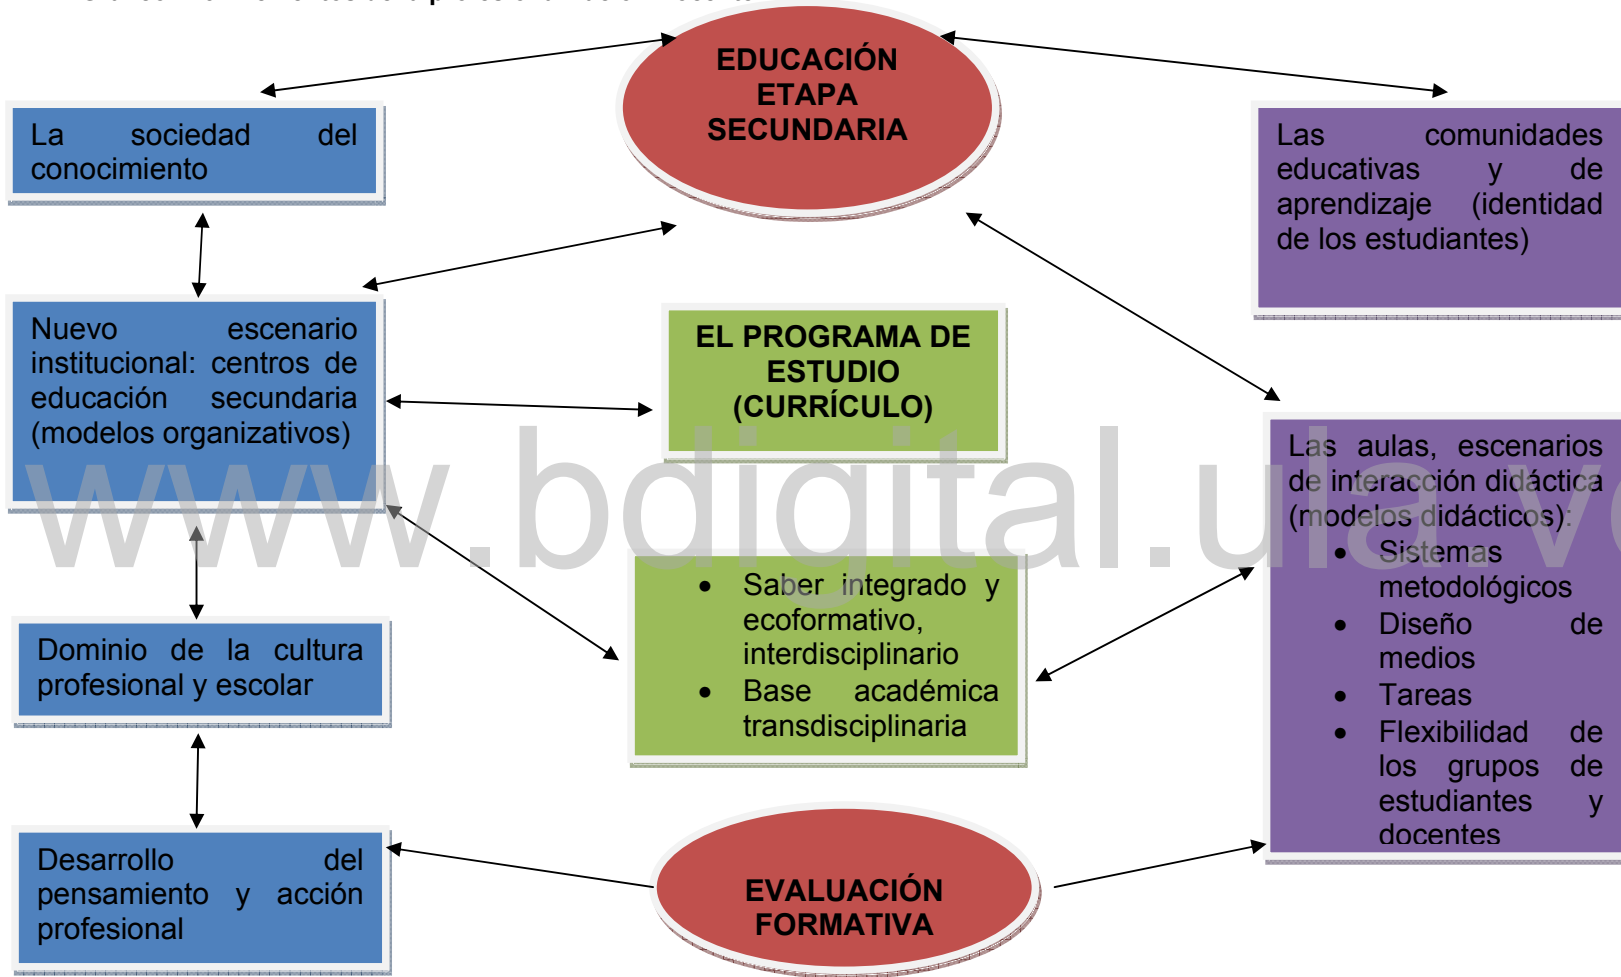 EDUCACIÓN
ETAPA
SECUNDARIA
La sociedad del
conocimiento
Las comunidades
educativas y de
aprendizaje (identidad
de los estudiantes)
Nuevo escenario
institucional: centros de
educación secundaria
(modelos organizativos)
EL PROGRAMA DE
ESTUDIO
(CURRÍCULO)
Las aulas, escenarios
de interacción didáctica
(modelos didácticos):
• Sistemas
metodológicos
• Diseño de
medios
• Tareas
• Flexibilidad de
los grupos de
estudiantes y
docentes
www.bdigital.ula.ve
• Saber integrado y
ecoformativo,
interdisciplinario
• Base académica
transdisciplinaria
Dominio de la cultura
profesional y escolar
Desarrollo del
pensamiento y acción
profesional
EVALUACIÓN
FORMATIVA